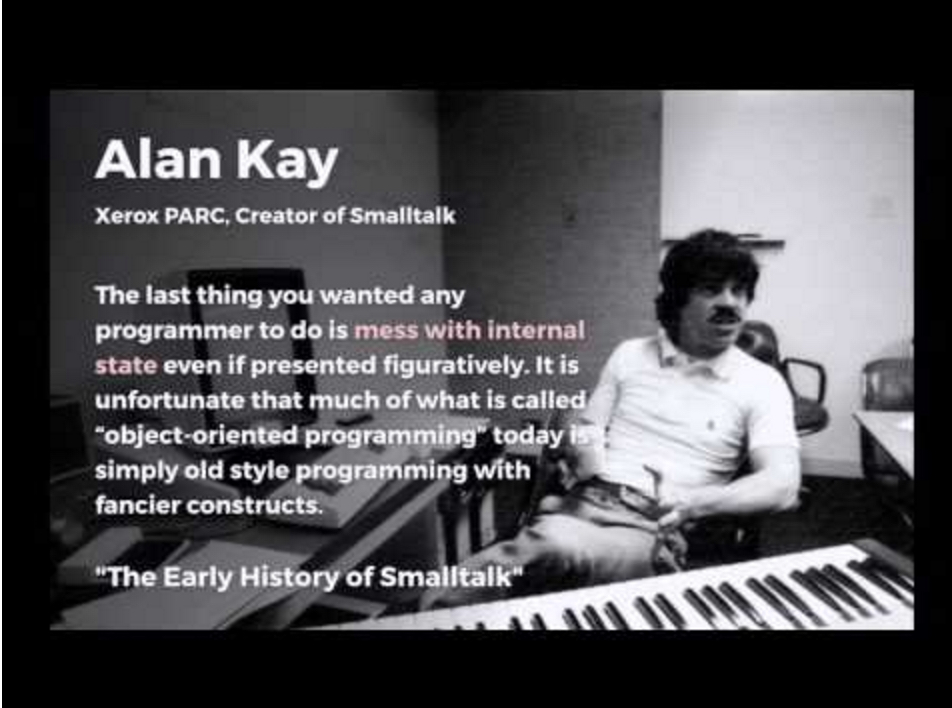 Alan Kay
Xerox PARC, Creator of Smalltalk
The last thing you wanted any
programmer to do is mess with internal
state even if presented figuratively. It is
unfortunate that much of what is called
“object-oriented programming” today is
simply old style programming with
fancier constructs.
"The Early History of Smalltalk"